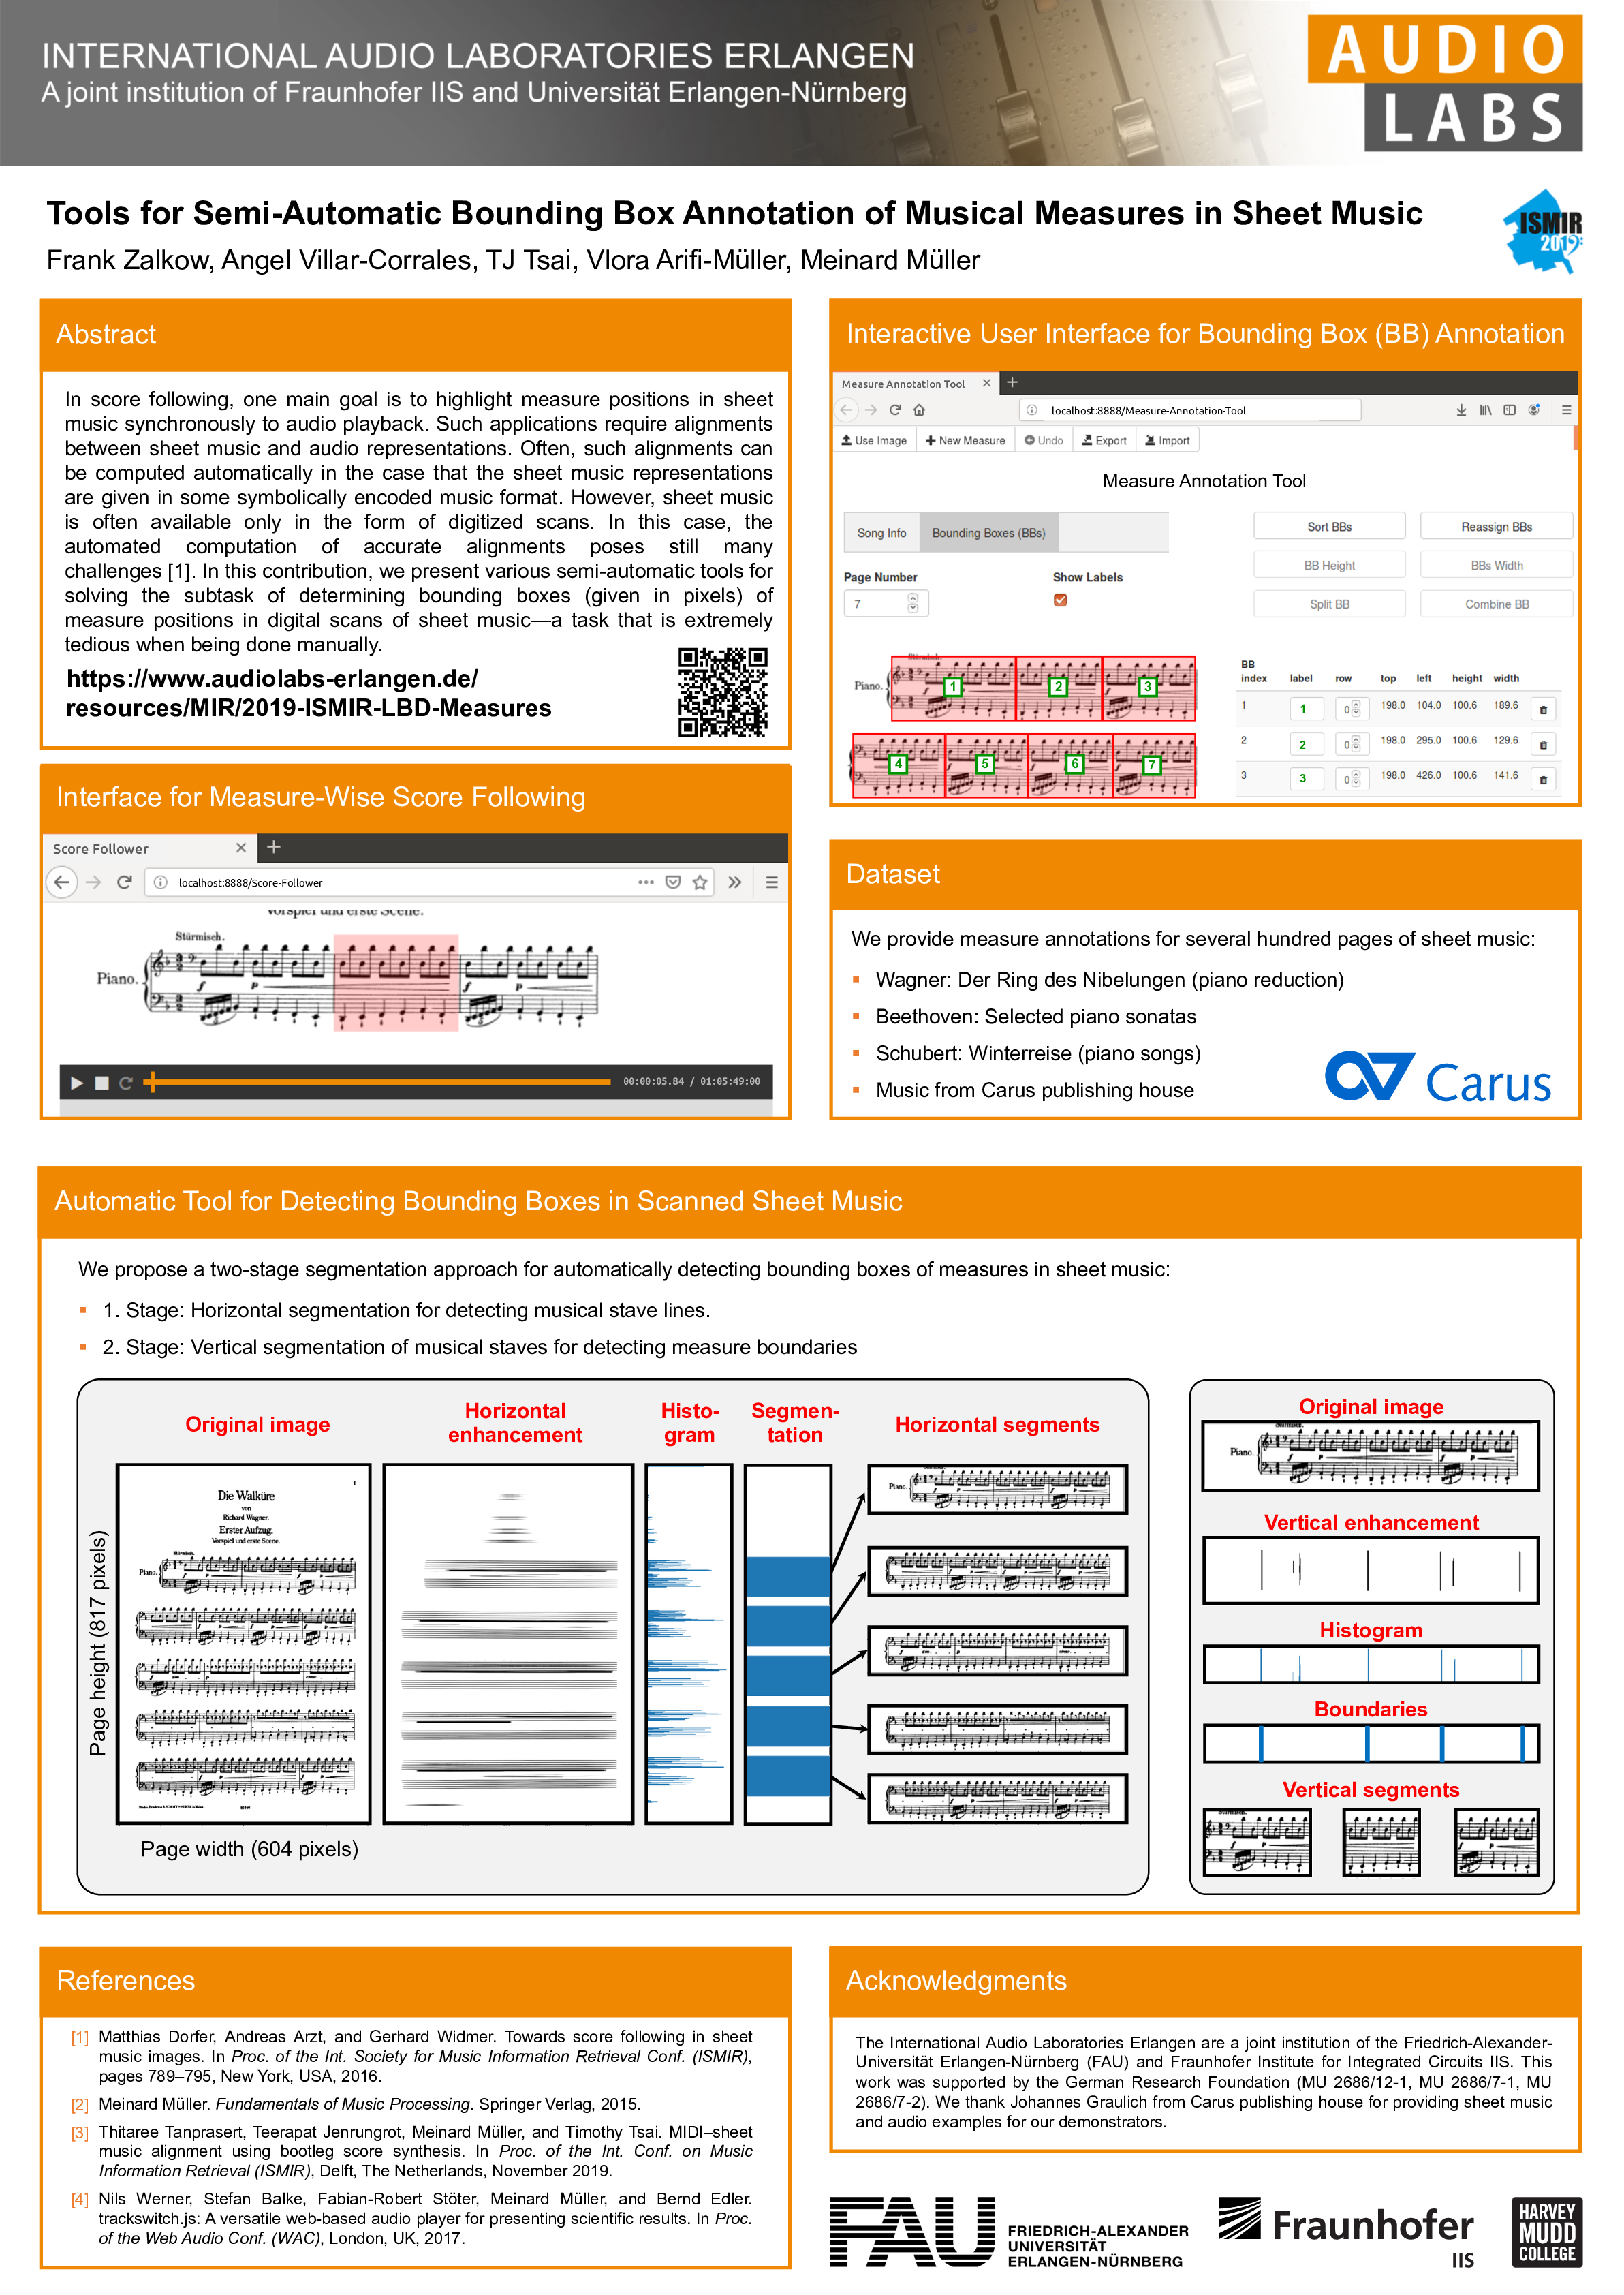 INTERNATIONAL AUDIO LABORATORIES ERLANGEN
A joint institution of Fraunhofer IIS and Universität Erlangen-Nürnberg
AUDIO
LABS
Tools for Semi-Automatic Bounding Box Annotation of Musical Measures in Sheet Music
Frank Zalkow, Angel Villar-Corrales, TJ Tsai, Vlora Arifi-Müller, Meinard Müller
ISMIR
2019
Abstract
In score following, one main goal is to highlight measure positions in sheet
music synchronously to audio playback. Such applications require alignments
between sheet music and audio representations. Often, such alignments can
be computed automatically in the case that the sheet music representations
are given in some symbolically encoded music format. However, sheet music
is often available only in the form of digitized scans. In this case, the
automated computation of accurate alignments poses still many
challenges [1]. In this contribution, we present various semi-automatic tools for
solving the subtask of determining bounding boxes (given in pixels) of
measure positions in digital scans of sheet music—a task that is extremely
tedious when being done manually.
https://www.audiolabs-erlangen.de/
resources/MIR/2019-ISMIR-LBD-Measures
Interface for Measure-Wise Score Following
Score Follower
localhost:8888/Score-Follower
Vorspiel und erste Scene.
Stürmisch.
Piano.
f p f p
00:00:05.84 / 01:05:49:00
Interactive User Interface for Bounding Box (BB) Annotation
Measure Annotation Tool
localhost:8888/Measure-Annotation-Tool
Use Image New Measure Undo Export Import
Measure Annotation Tool
Song Info Bounding Boxes (BBs)
Sort BBs Reassign BBs
BB Height BBs Width
Split BB Combine BB
Page Number Show Labels
7
Stürmisch.
Piano.
1 2 3
4 5 6 7
BB
index label row top left height width
1 1 0 198.0 104.0 100.6 189.6
2 2 0 198.0 295.0 100.6 129.6
3 3 0 198.0 426.0 100.6 141.6
Dataset
We provide measure annotations for several hundred pages of sheet music:
▪ Wagner: Der Ring des Nibelungen (piano reduction)
▪ Beethoven: Selected piano sonatas
▪ Schubert: Winterreise (piano songs)
▪ Music from Carus publishing house
Carus
Automatic Tool for Detecting Bounding Boxes in Scanned Sheet Music
We propose a two-stage segmentation approach for automatically detecting bounding boxes of measures in sheet music:
▪ 1. Stage: Horizontal segmentation for detecting musical stave lines.
▪ 2. Stage: Vertical segmentation of musical staves for detecting measure boundaries
Original image
Horizontal
enhancement
Histo-
gram
Segmen-
tation
Horizontal segments
Page height (817 pixels)
1
Die Walküre
von
Richard Wagner.
Erster Aufzug.
Vorspiel und erste Scene.
Stürmisch.
Piano.
Page width (604 pixels)
Piano.
Original image
Piano.
Vertical enhancement
Histogram
Boundaries
Vertical segments
Stürmisch.
References
[1] Matthias Dorfer, Andreas Arzt, and Gerhard Widmer. Towards score following in sheet
music images. In Proc. of the Int. Society for Music Information Retrieval Conf. (ISMIR),
pages 789–795, New York, USA, 2016.
[2] Meinard Müller. Fundamentals of Music Processing. Springer Verlag, 2015.
[3] Thitaree Tanprasert, Teerapat Jenrungrot, Meinard Müller, and Timothy Tsai. MIDI–sheet
music alignment using bootleg score synthesis. In Proc. of the Int. Conf. on Music
Information Retrieval (ISMIR), Delft, The Netherlands, November 2019.
[4] Nils Werner, Stefan Balke, Fabian-Robert Stöter, Meinard Müller, and Bernd Edler.
trackswitch.js: A versatile web-based audio player for presenting scientific results. In Proc.
of the Web Audio Conf. (WAC), London, UK, 2017.
Acknowledgments
The International Audio Laboratories Erlangen are a joint institution of the Friedrich-Alexander-
Universität Erlangen-Nürnberg (FAU) and Fraunhofer Institute for Integrated Circuits IIS. This
work was supported by the German Research Foundation (MU 2686/12-1, MU 2686/7-1, MU
2686/7-2). We thank Johannes Graulich from Carus publishing house for providing sheet music
and audio examples for our demonstrators.
FAU
FRIEDRICH-ALEXANDER
UNIVERSITÄT
ERLANGEN-NÜRNBERG
Fraunhofer
IIS
HARVEY
MUDD
COLLEGE